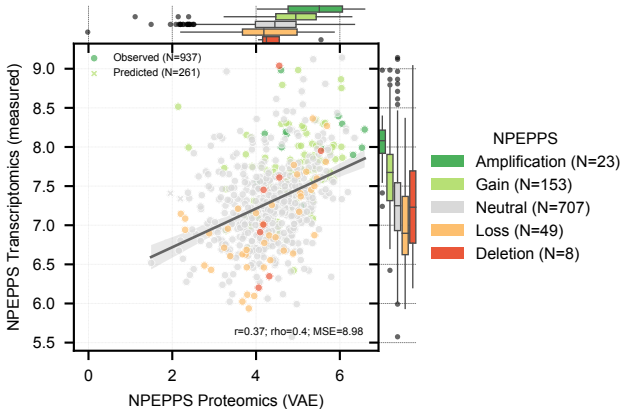 Observed (N=937)
Predicted (N=261)
9.0
8.5
8.0
7.5
7.0
6.5
6.0
5.5
NPEPPS Transcriptomics (measured)
r=0.37; rho=0.4; MSE=8.98
0 2 4 6
NPEPPS Proteomics (VAE)
NPEPPS
Amplification (N=23)
Gain (N=153)
Neutral (N=707)
Loss (N=49)
Deletion (N=8)